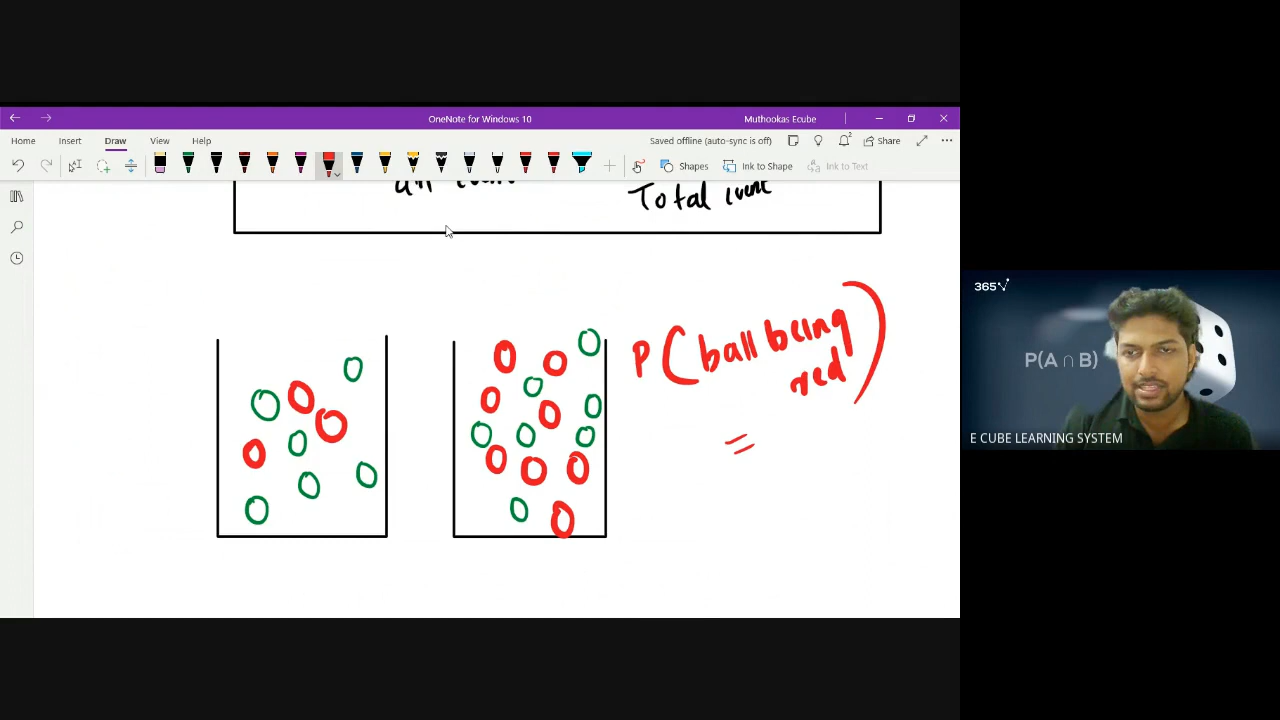 OneNote for Windows 10
Muthookas Ecube
Home Insert Draw View Help
Saved offline (auto-sync is off)
Share
Shapes
Ink to Shape
Ink to Text
Total event
P (ball being
red)
=
365
P(A ∩ B)
E CUBE LEARNING SYSTEM